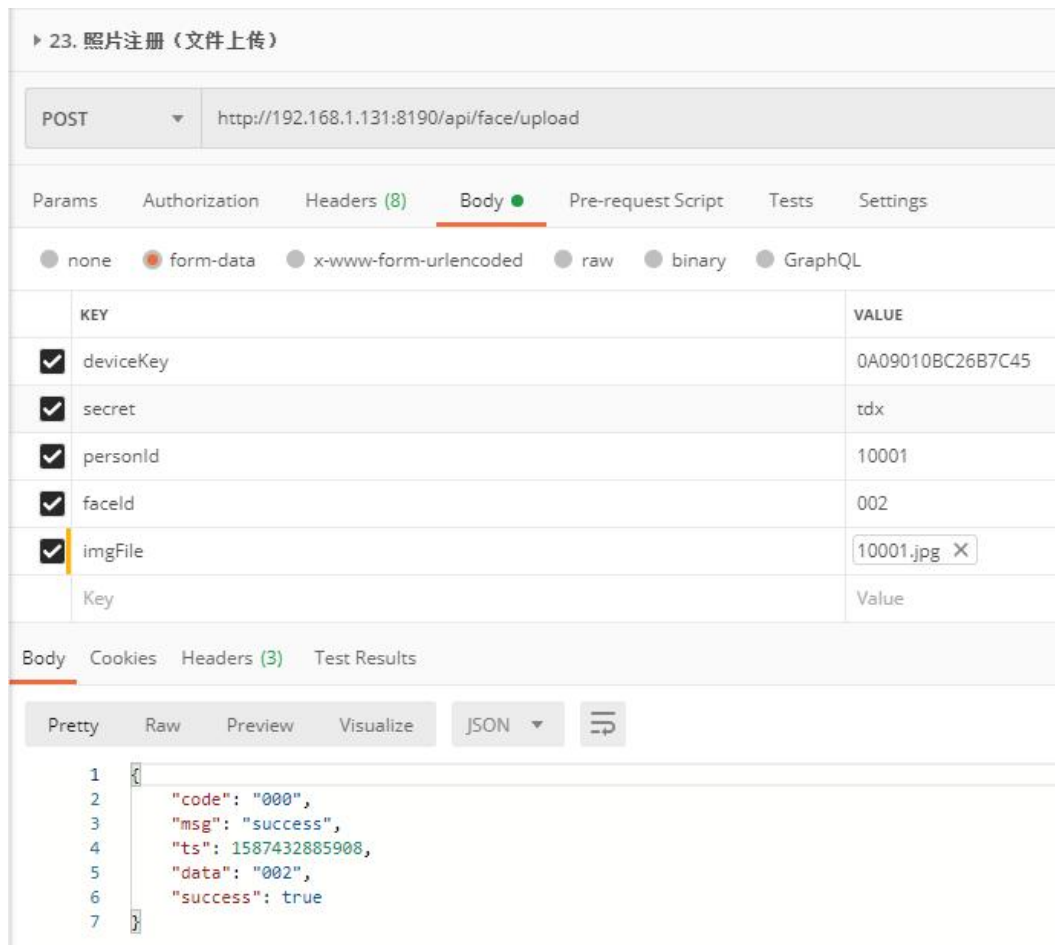 23. 照片注册（文件上传）
POST http://192.168.1.131:8190/api/face/upload
Params Authorization Headers (8) Body Pre-request Script Tests Settings
none form-data x-www-form-urlencoded raw binary GraphQL
KEY VALUE
deviceKey 0A09010BC26B7C45
secret tdx
personId 10001
faceId 002
imgFile 10001.jpg
Key Value
Body Cookies Headers (3) Test Results
Pretty Raw Preview Visualize JSON
1 {
2 "code": "000",
3 "msg": "success",
4 "ts": 1587432885908,
5 "data": "002",
6 "success": true
7 }